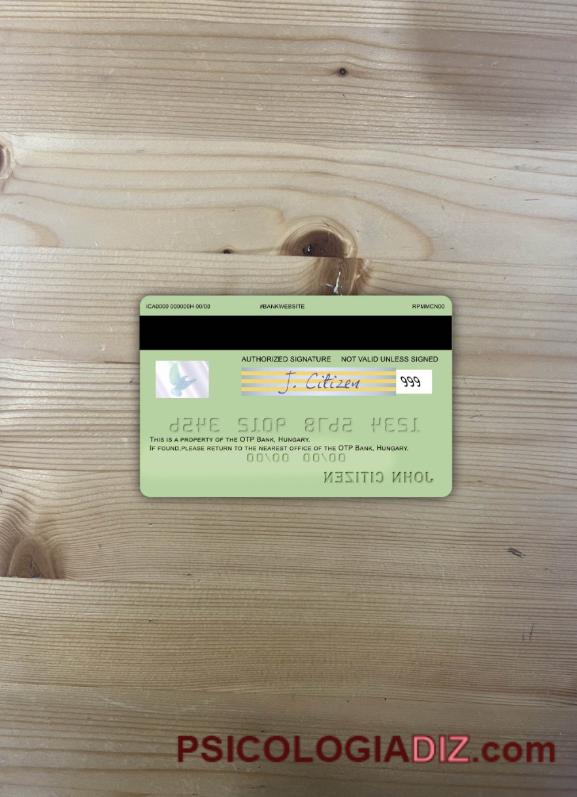 ICA0000 000000H 00/00 #BANKWEBSITE RPMMCN00
AUTHORIZED SIGNATURE NOT VALID UNLESS SIGNED
J. Citizen 999
1234 5678 9012 3456
THIS IS A PROPERTY OF THE OTP BANK, HUNGARY.
IF FOUND,PLEASE RETURN TO THE NEAREST OFFICE OF THE OTP BANK, HUNGARY.
00/00 00/00
JOHN CITIZEN
PSICOLOGIADIZ.com